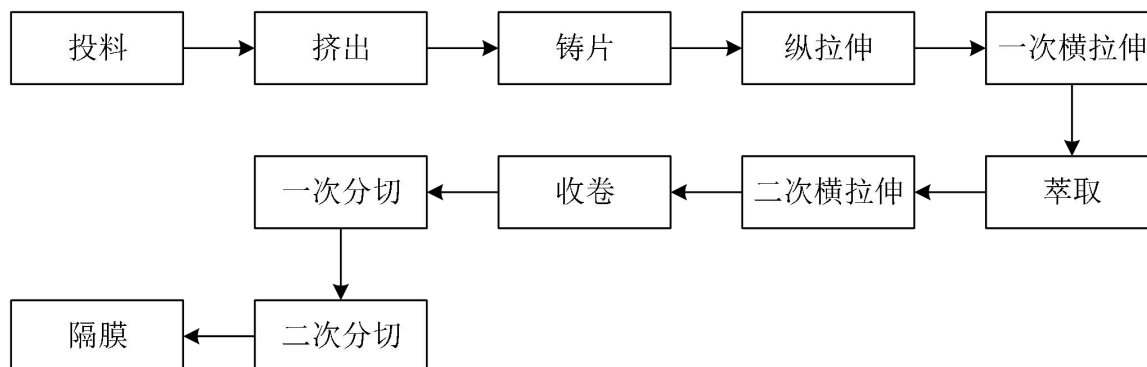 投料
挤出
铸片
纵拉伸
一次横拉伸
萃取
二次横拉伸
收卷
一次分切
二次分切
隔膜